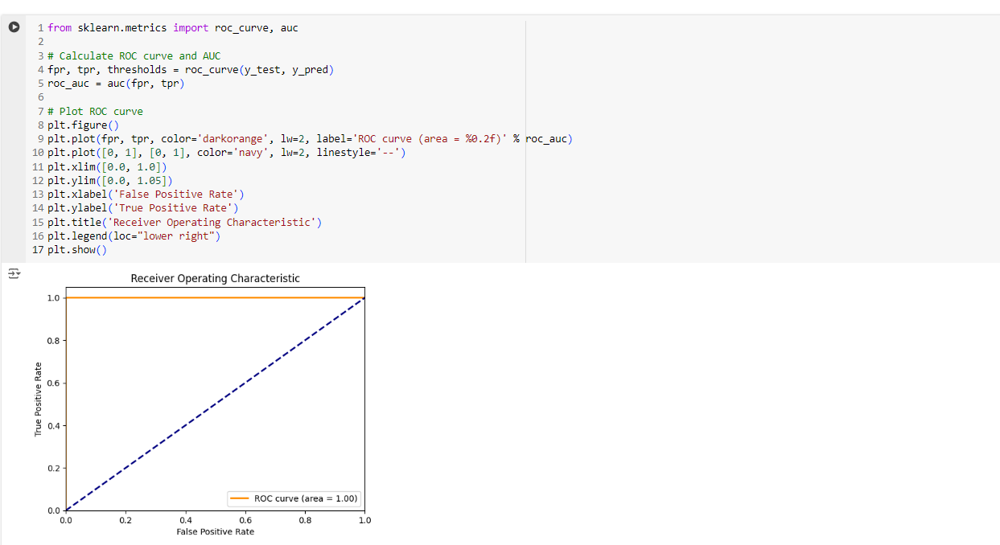 1 from sklearn.metrics import roc_curve, auc
2
3 # Calculate ROC curve and AUC
4 fpr, tpr, thresholds = roc_curve(y_test, y_pred)
5 roc_auc = auc(fpr, tpr)
6
7 # Plot ROC curve
8 plt.figure()
9 plt.plot(fpr, tpr, color='darkorange', lw=2, label='ROC curve (area = %0.2f)' % roc_auc)
10 plt.plot([0, 1], [0, 1], color='navy', lw=2, linestyle='--')
11 plt.xlim([0.0, 1.0])
12 plt.ylim([0.0, 1.05])
13 plt.xlabel('False Positive Rate')
14 plt.ylabel('True Positive Rate')
15 plt.title('Receiver Operating Characteristic')
16 plt.legend(loc="lower right")
17 plt.show()
Receiver Operating Characteristic
True Positive Rate
1.0
0.8
0.6
0.4
0.2
0.0
ROC curve (area = 1.00)
0.0 0.2 0.4 0.6 0.8 1.0
False Positive Rate